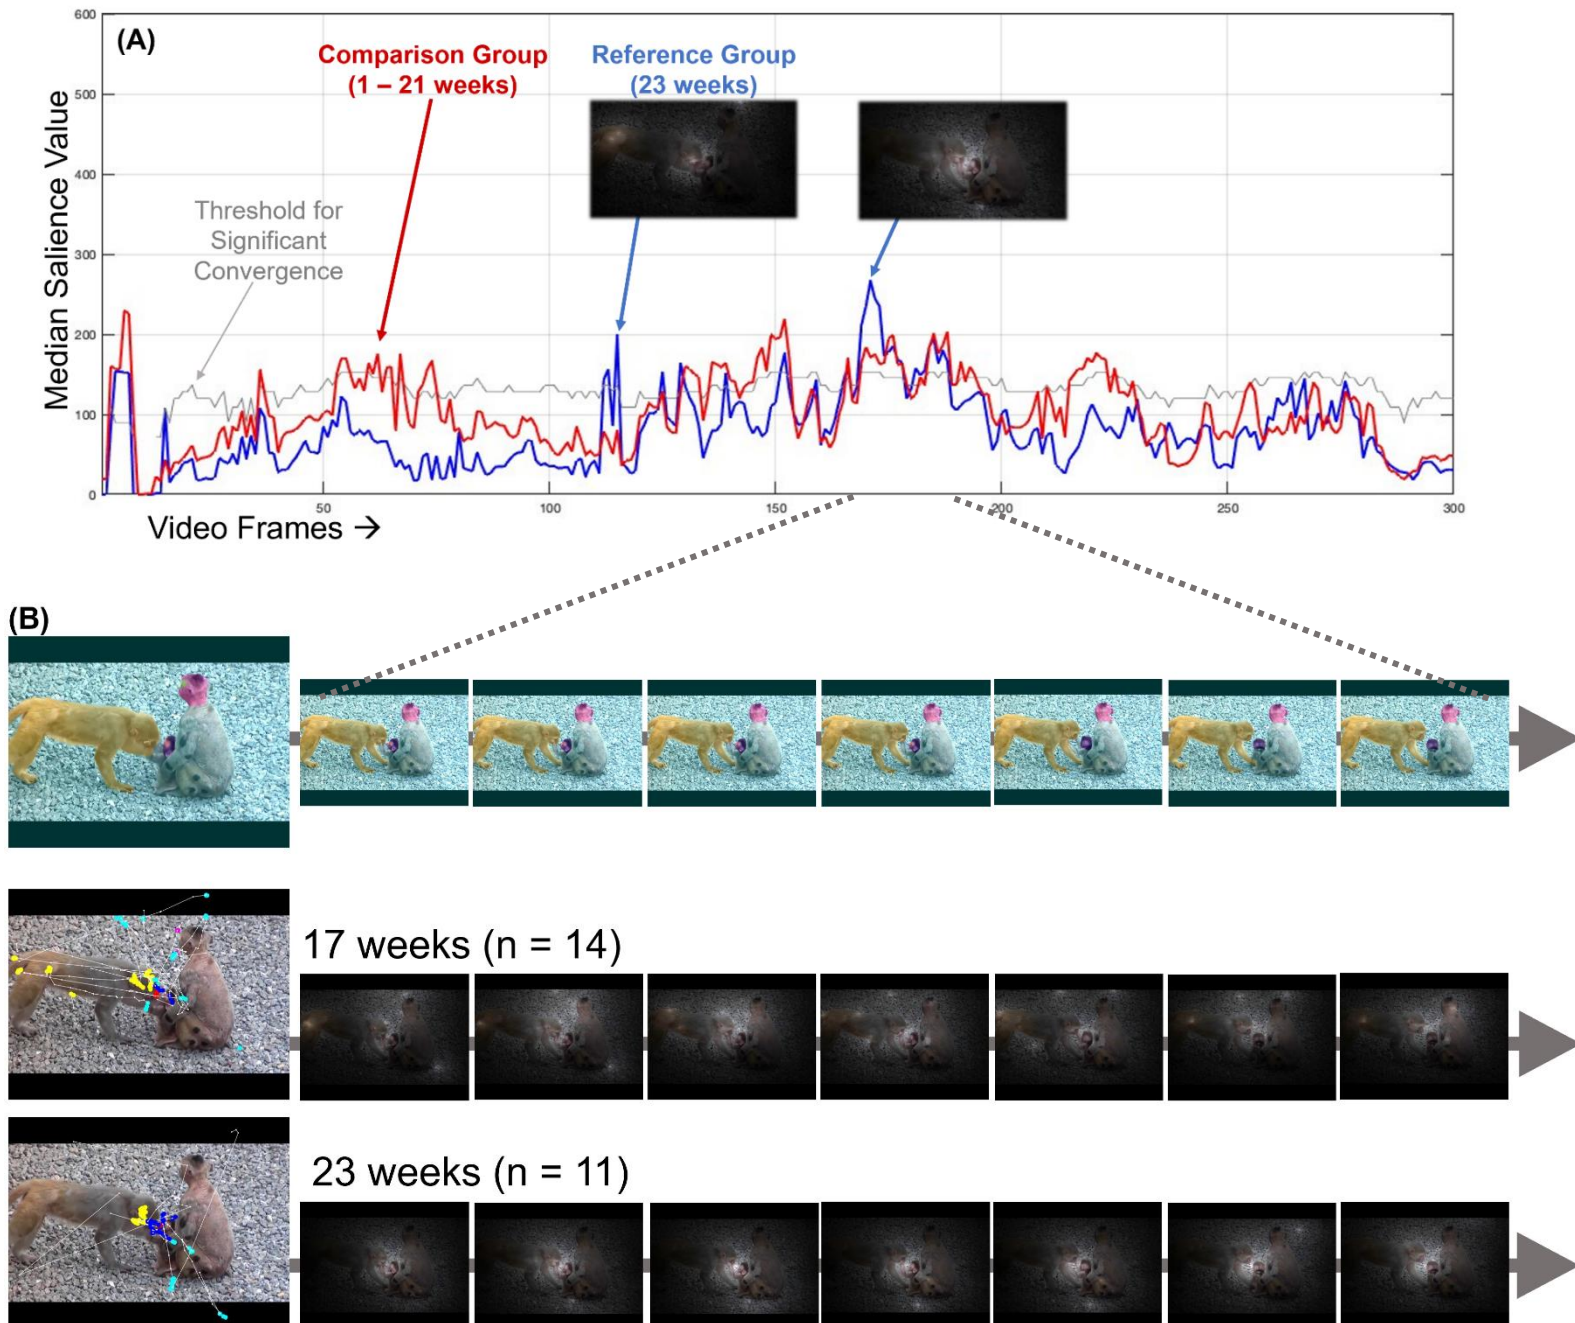 (A)
Comparison Group
(1 – 21 weeks)
Reference Group
(23 weeks)
Threshold for
Significant
Convergence
Median Salience Value
600
500
400
300
200
100
0
50
100
150
200
250
300
Video Frames →
(B)
17 weeks (n = 14)
23 weeks (n = 11)